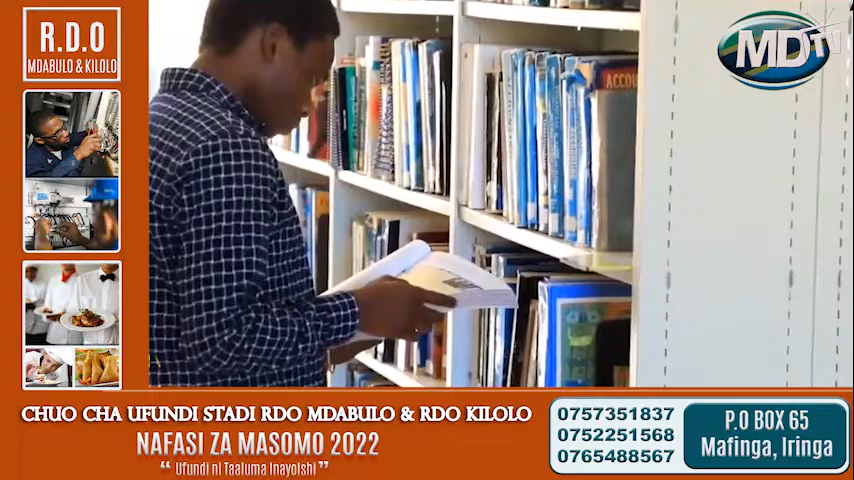 R.D.O
MDABULO & KILOLO
MDTV
ACCOU
CHUO CHA UFUNDI STADI RDO MDABULO & RDO KILOLO
NAFASI ZA MASOMO 2022
“ Ufundi ni Taaluma Inayoishi ”
0757351837
0752251568
0765488567
P.O BOX 65
Mafinga, Iringa